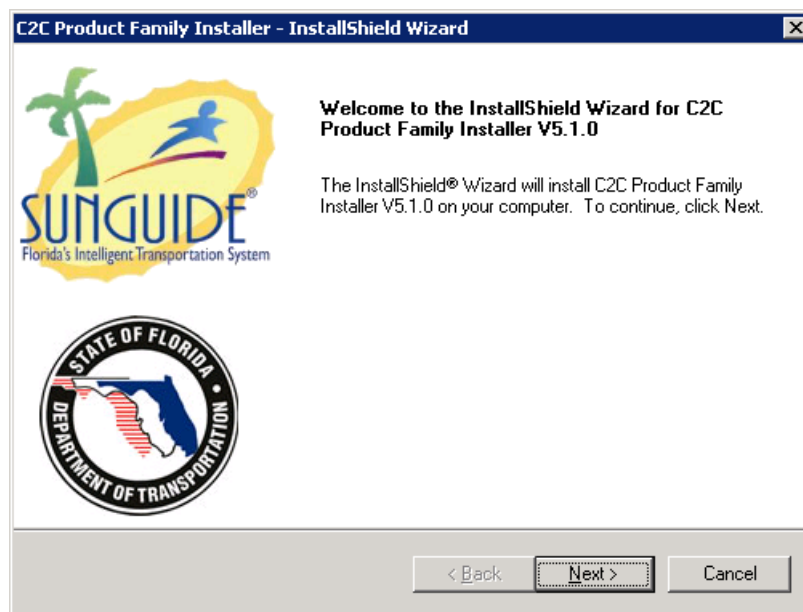 C2C Product Family Installer - InstallShield Wizard
SUNGUIDE®
Florida's Intelligent Transportation System
Welcome to the InstallShield Wizard for C2C
Product Family Installer V5.1.0
The InstallShield® Wizard will install C2C Product Family
Installer V5.1.0 on your computer. To continue, click Next.
STATE OF FLORIDA
DEPARTMENT OF TRANSPORTATION
< Back
Next >
Cancel